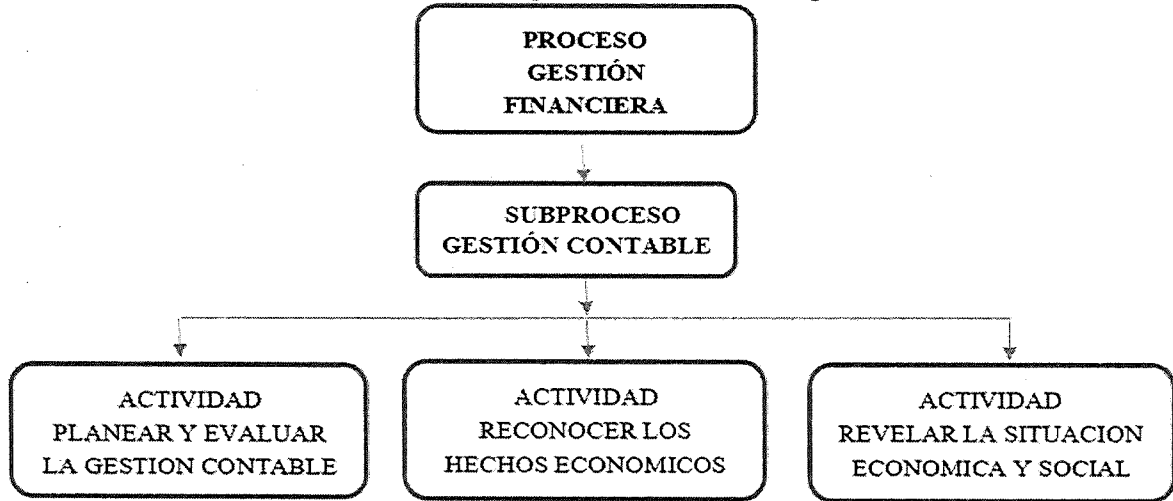 PROCESO
GESTIÓN
FINANCIERA
SUBPROCESO
GESTIÓN CONTABLE
ACTIVIDAD
PLANEAR Y EVALUAR
LA GESTION CONTABLE
ACTIVIDAD
RECONOCER LOS
HECHOS ECONOMICOS
ACTIVIDAD
REVELAR LA SITUACION
ECONOMICA Y SOCIAL